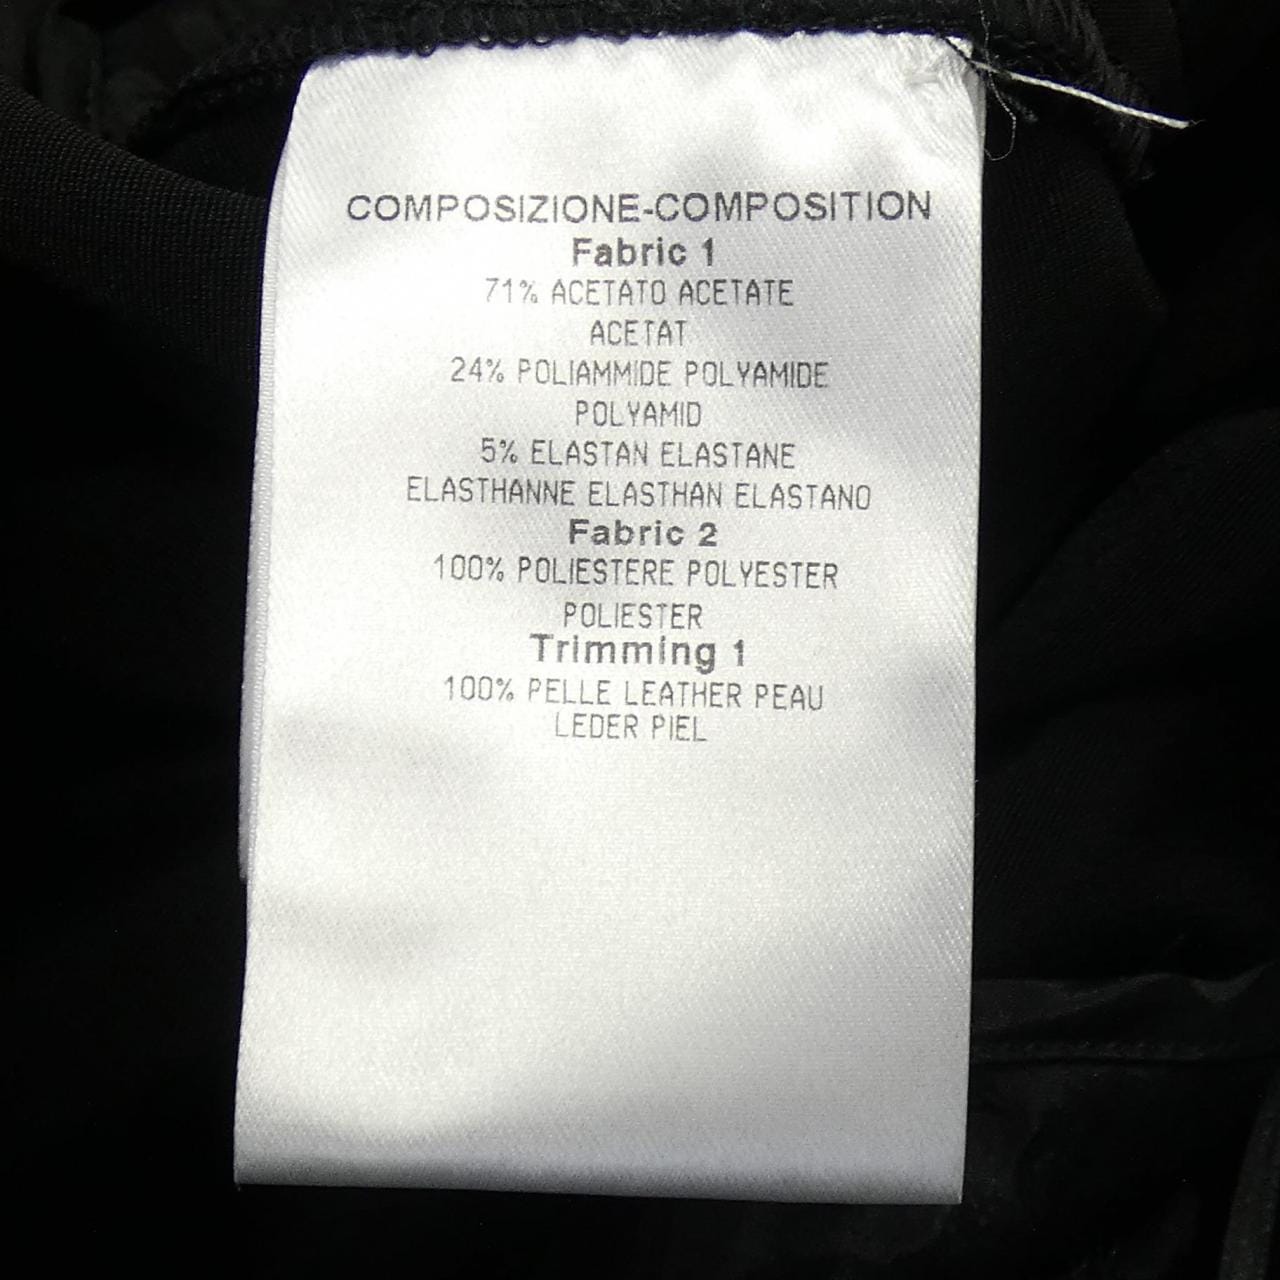 COMPOSIZIONE-COMPOSITION
Fabric 1
71% ACETATO ACETATE
ACETAT
24% POLIAMMIDE POLYAMIDE
POLYAMID
5% ELASTAN ELASTANE
ELASTHANNE ELASTHAN ELASTANO
Fabric 2
100% POLIESTERE POLYESTER
POLIESTER
Trimming 1
100% PELLE LEATHER PEAU
LEDER PIEL